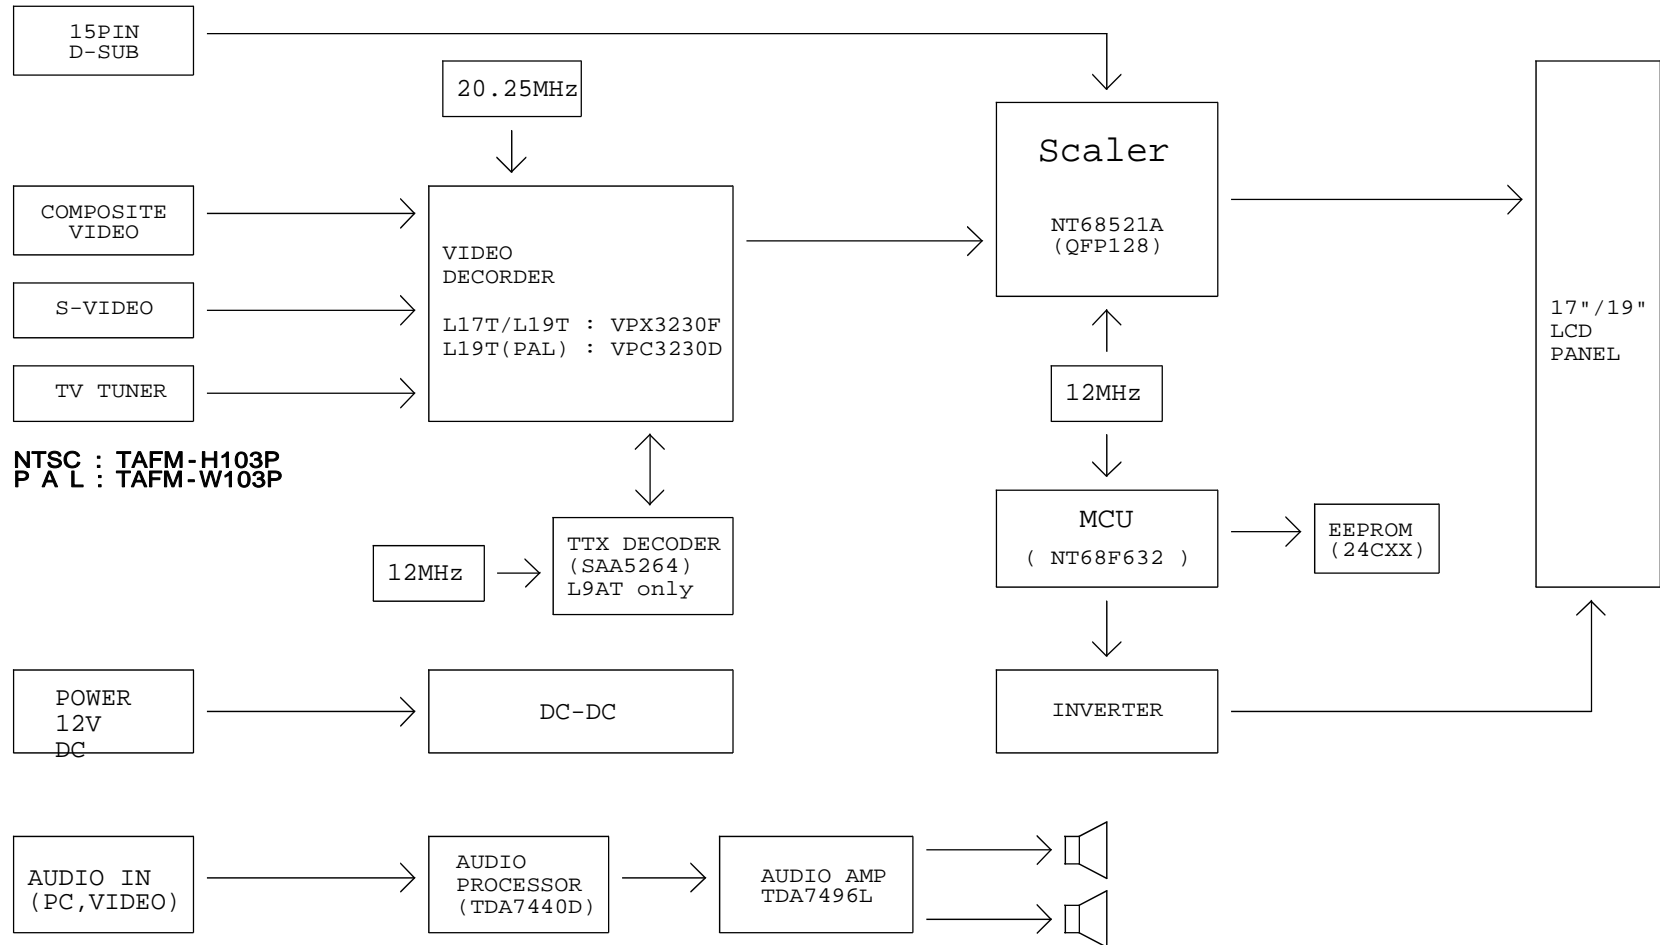 15PIN
D-SUB
20.25MHz
Scaler
NT68521A
(QFP128)
COMPOSITE
VIDEO
S-VIDEO
TV TUNER
NTSC : TAFM-H103P
P A L : TAFM-W103P
VIDEO
DECORDER
L17T/L19T : VPX3230F
L19T(PAL) : VPC3230D
17"/19"
LCD
PANEL
12MHz
MCU
( NT68F632 )
EEPROM
(24CXX)
12MHz
TTX DECODER
(SAA5264)
L9AT only
POWER
12V
DC
DC-DC
INVERTER
AUDIO IN
(PC,VIDEO)
AUDIO
PROCESSOR
(TDA7440D)
AUDIO AMP
TDA7496L